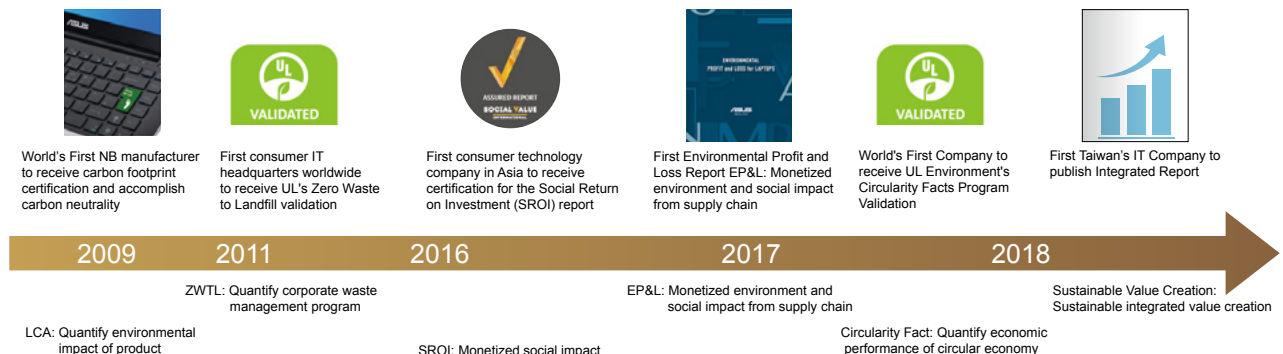 ASUS
UL
VALIDATED
ASSURED REPORT
SOCIAL VALUE
INTERNATIONAL
ENVIRONMENTAL
PROFIT and LOSS for LAPTOPS
ASUS
UL
VALIDATED
World's First NB manufacturer
to receive carbon footprint
certification and accomplish
carbon neutrality
First consumer IT
headquarters worldwide
to receive UL's Zero Waste
to Landfill validation
First consumer technology
company in Asia to receive
certification for the Social Return
on Investment (SROI) report
First Environmental Profit and
Loss Report EP&L: Monetized
environment and social impact
from supply chain
World's First Company to
receive UL Environment's
Circularity Facts Program
Validation
First Taiwan's IT Company to
publish Integrated Report
2009
2011
2016
2017
2018
ZWTL: Quantify corporate waste
management program
EP&L: Monetized environment and
social impact from supply chain
Sustainable Value Creation:
Sustainable integrated value creation
LCA: Quantify environmental
impact of product
SROI: Monetized social impact
Circularity Fact: Quantify economic
performance of circular economy